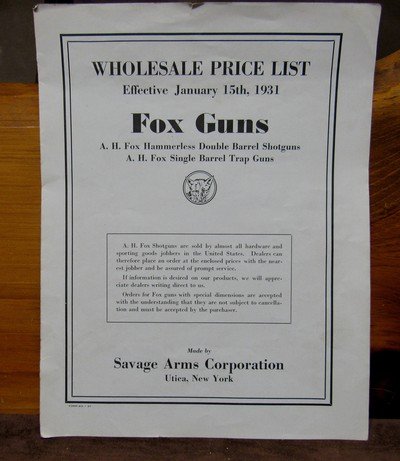 WHOLESALE PRICE LIST
Effective January 15th, 1931
Fox Guns
A. H. Fox Hammerless Double Barrel Shotguns
A. H. Fox Single Barrel Trap Guns
A. H. Fox Shotguns are sold by almost all hardware and
sporting goods jobbers in the United States. Dealers can
therefore place an order at the enclosed prices with the near-
est jobber and be assured of prompt service.
If information is desired on our products, we will appre-
ciate dealers writing direct to us.
Orders for Fox guns with special dimensions are accepted
with the understanding that they are not subject to cancella-
tion and must be accepted by the purchaser.
Made by
Savage Arms Corporation
Utica, New York